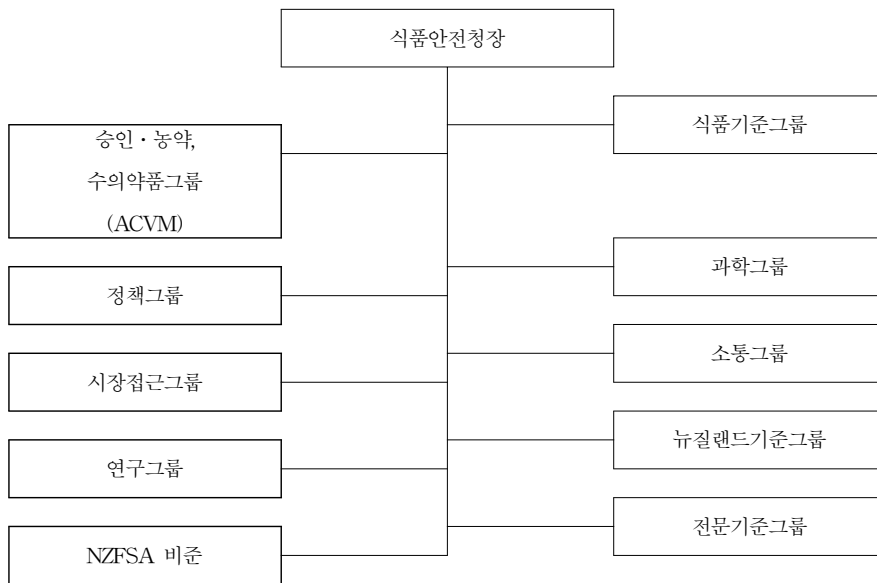 식품안전청장
식품기준그룹
승인·농약,
수의약품그룹
(ACVM)
과학그룹
정책그룹
소통그룹
시장접근그룹
뉴질랜드기준그룹
연구그룹
전문기준그룹
NZFSA 비준